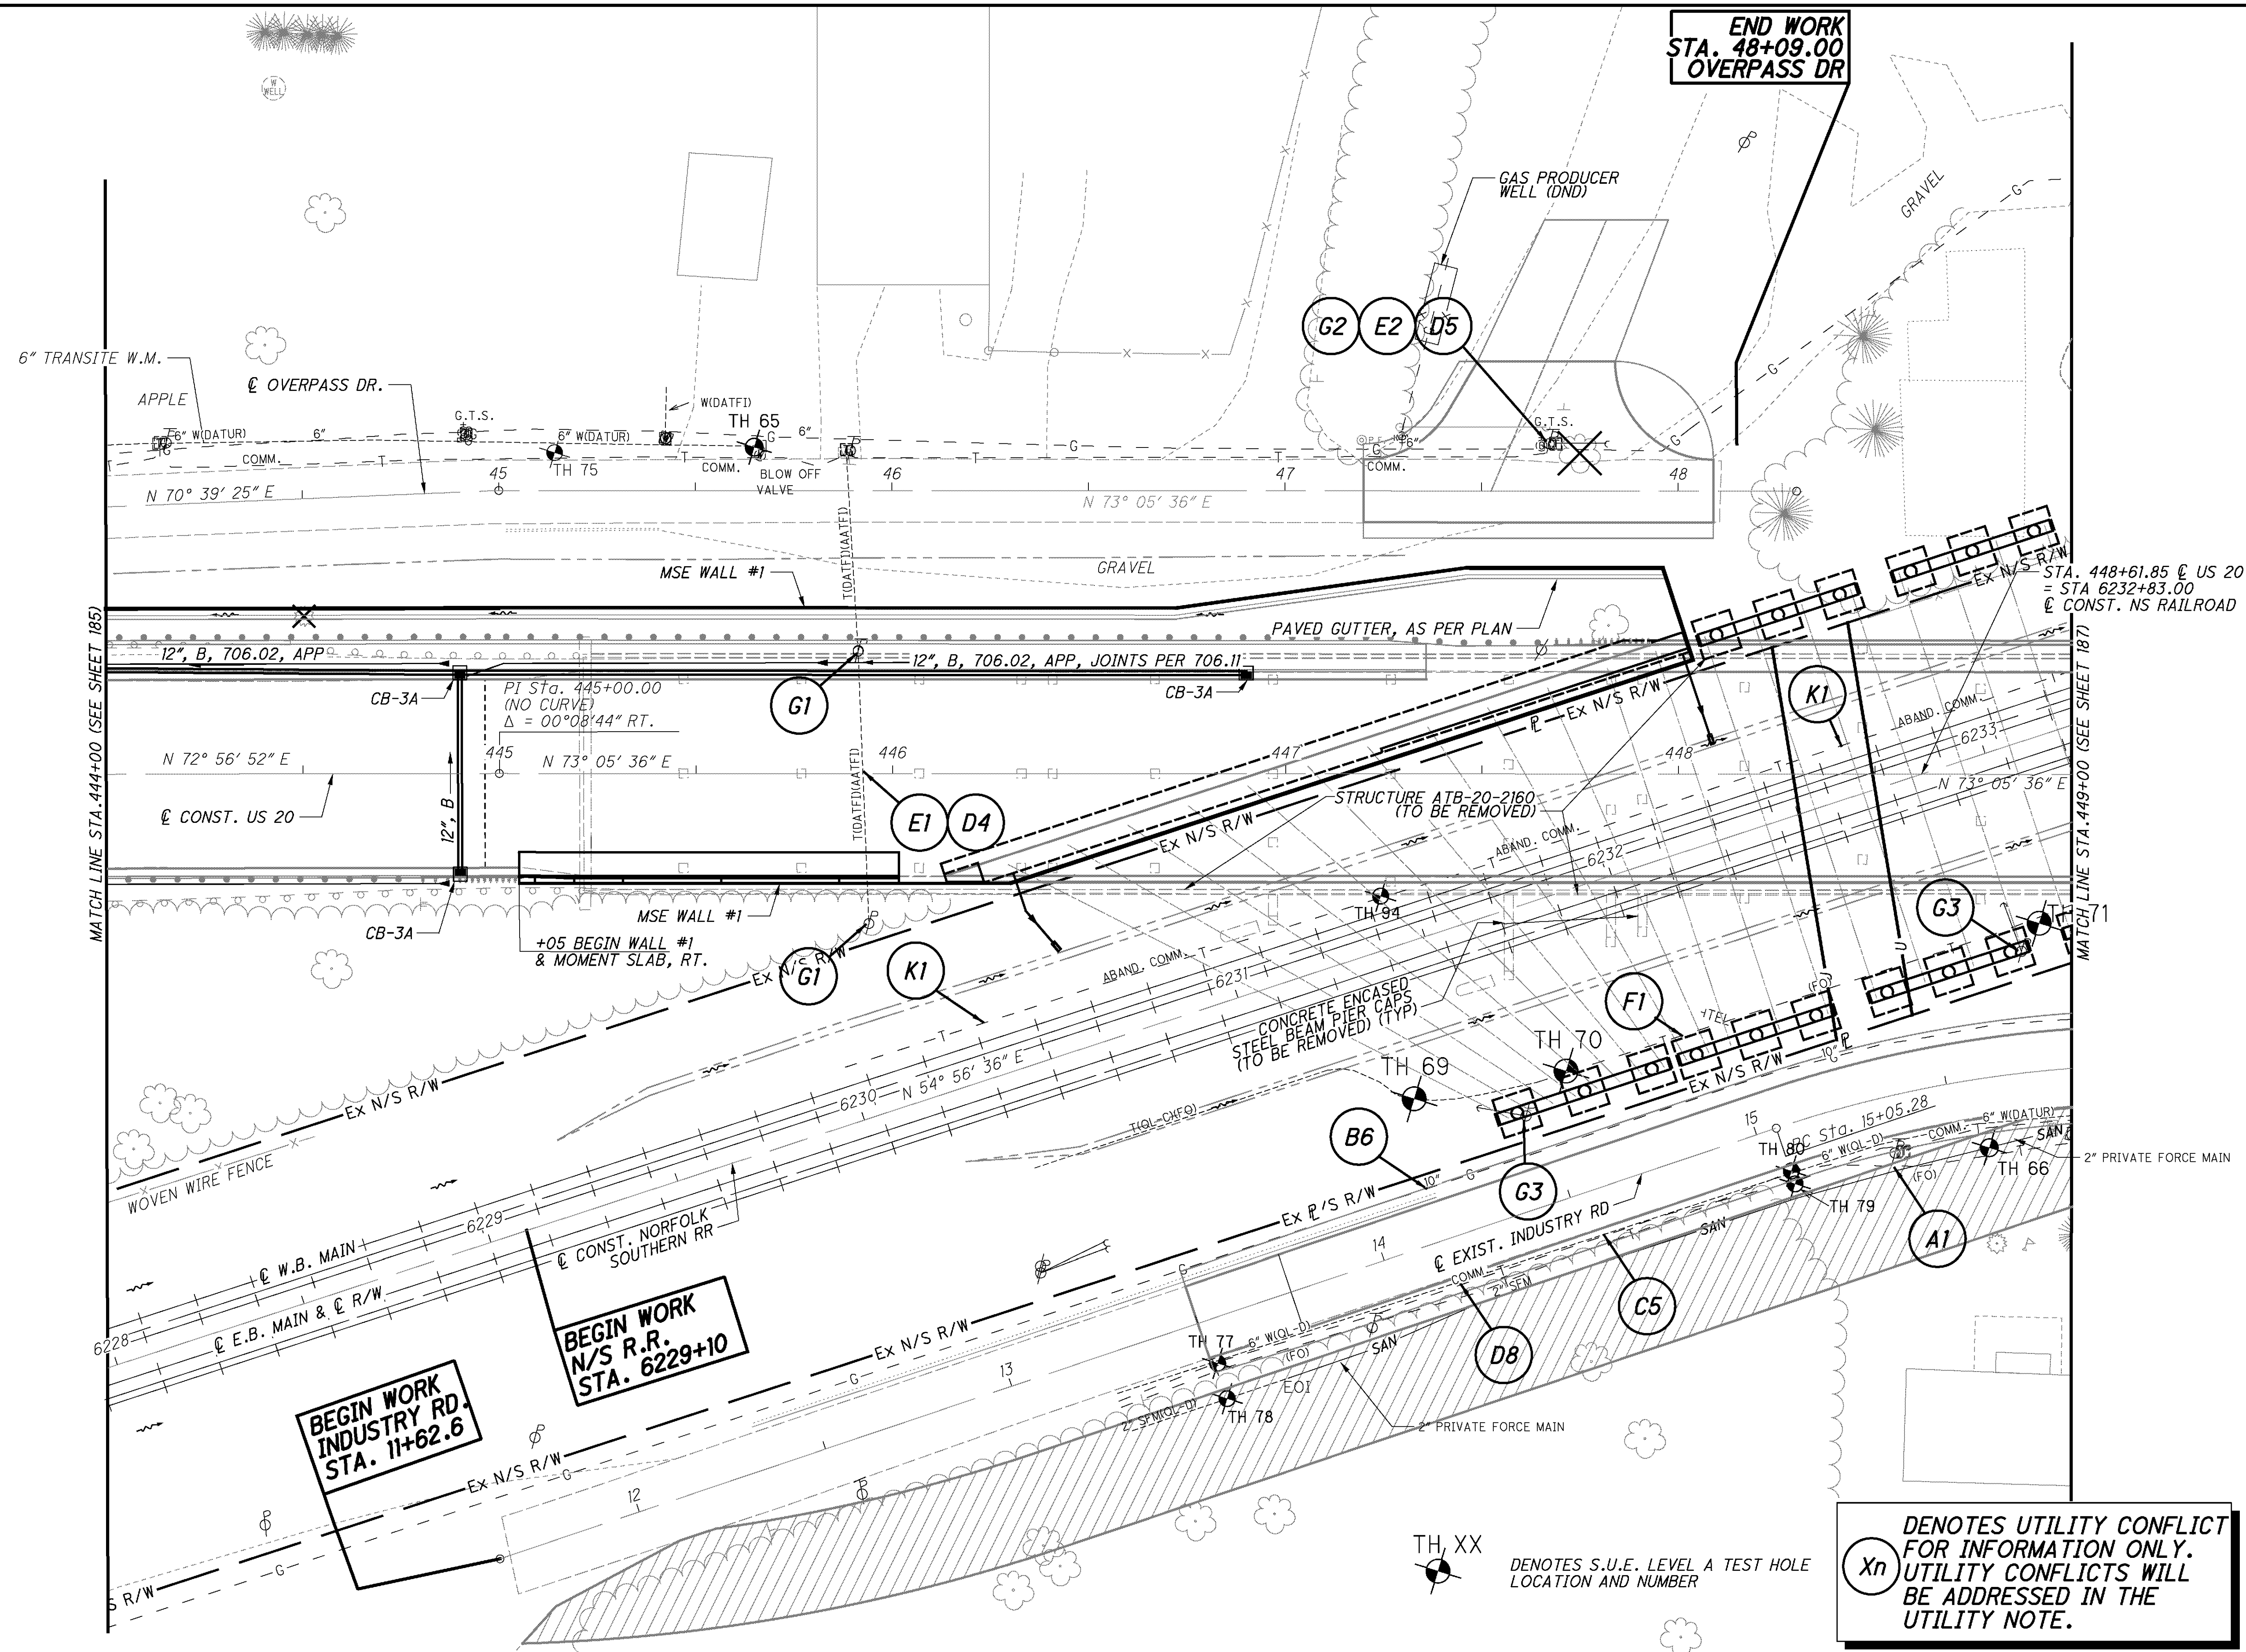 END WORK
STA. 48+09.00
OVERPASS DR
W
WELL
GAS PRODUCER
WELL (DND)
GRAVEL
G
G2
E2
D5
6" TRANSITE W.M.
APPLE
℄ OVERPASS DR.
G.T.S.
W(DATFI)
TH 65
6" W(DATUR)
6"
6" W(DATUR)
G
6"
G
G.T.S.
COMM.
T
TH 75
T
COMM.
BLOW OFF
VALVE
T
T
COMM.
45
46
47
48
N 70° 39' 25" E
N 73° 05' 36" E
T(DATFI)(AATFI)
GRAVEL
MSE WALL #1
Ex N/S R/W
STA. 448+61.85 ℄ US 20
= STA 6232+83.00
℄ CONST. NS RAILROAD
PAVED GUTTER, AS PER PLAN
12", B, 706.02, APP
12", B, 706.02, APP, JOINTS PER 706.11
CB-3A
CB-3A
G1
PI Sta. 445+00.00
(NO CURVE)
Δ = 00°08'44" RT.
K1
Ex N/S R/W
ABAND. COMM.
6233
MATCH LINE STA.444+00 (SEE SHEET 185)
MATCH LINE STA.449+00 (SEE SHEET 187)
N 72° 56' 52" E
445
N 73° 05' 36" E
446
447
448
N 73° 05' 36" E
℄ CONST. US 20
12", B
T(DATFI)(AATFI)
E1
D4
STRUCTURE ATB-20-2160
(TO BE REMOVED)
Ex N/S R/W
ABAND. COMM.
6232
MSE WALL #1
CB-3A
+05 BEGIN WALL #1
& MOMENT SLAB, RT.
TH 94
G3
TH 71
G1
Ex N/S R/W
K1
ABAND. COMM.
6231
CONCRETE ENCASED
STEEL BEAM PIER CAPS
(TO BE REMOVED) (TYP)
F1
(FO)
TH 70
TH 69
6230
N 54° 56' 36" E
T(QL-C)(FO)
Ex N/S R/W
10"
G
Ex N/S R/W
WOVEN WIRE FENCE
B6
15
PC Sta. 15+05.28
6" W(DATUR)
TH 80
6" W(QL-D)
COMM.
SAN
TH 66
2" PRIVATE FORCE MAIN
(FO)
TH 79
G3
10"
G
6229
℄ W.B. MAIN
℄ E.B. MAIN & ℄ R/W
6228
℄ CONST. NORFOLK
SOUTHERN RR
14
℄ EXIST. INDUSTRY RD
COMM.
2" SFM
SAN
A1
C5
D8
BEGIN WORK
N/S R.R.
STA. 6229+10
Ex N/S R/W
TH 77
6" W(QL-D)
(FO)
SAN
13
EOI
TH 78
2" SFM(QL-D)
2" PRIVATE FORCE MAIN
BEGIN WORK
INDUSTRY RD.
STA. 11+62.6
Ex N/S R/W
G
12
G
S R/W
TH XX
DENOTES S.U.E. LEVEL A TEST HOLE
LOCATION AND NUMBER
Xn
DENOTES UTILITY CONFLICT
FOR INFORMATION ONLY.
UTILITY CONFLICTS WILL
BE ADDRESSED IN THE
UTILITY NOTE.